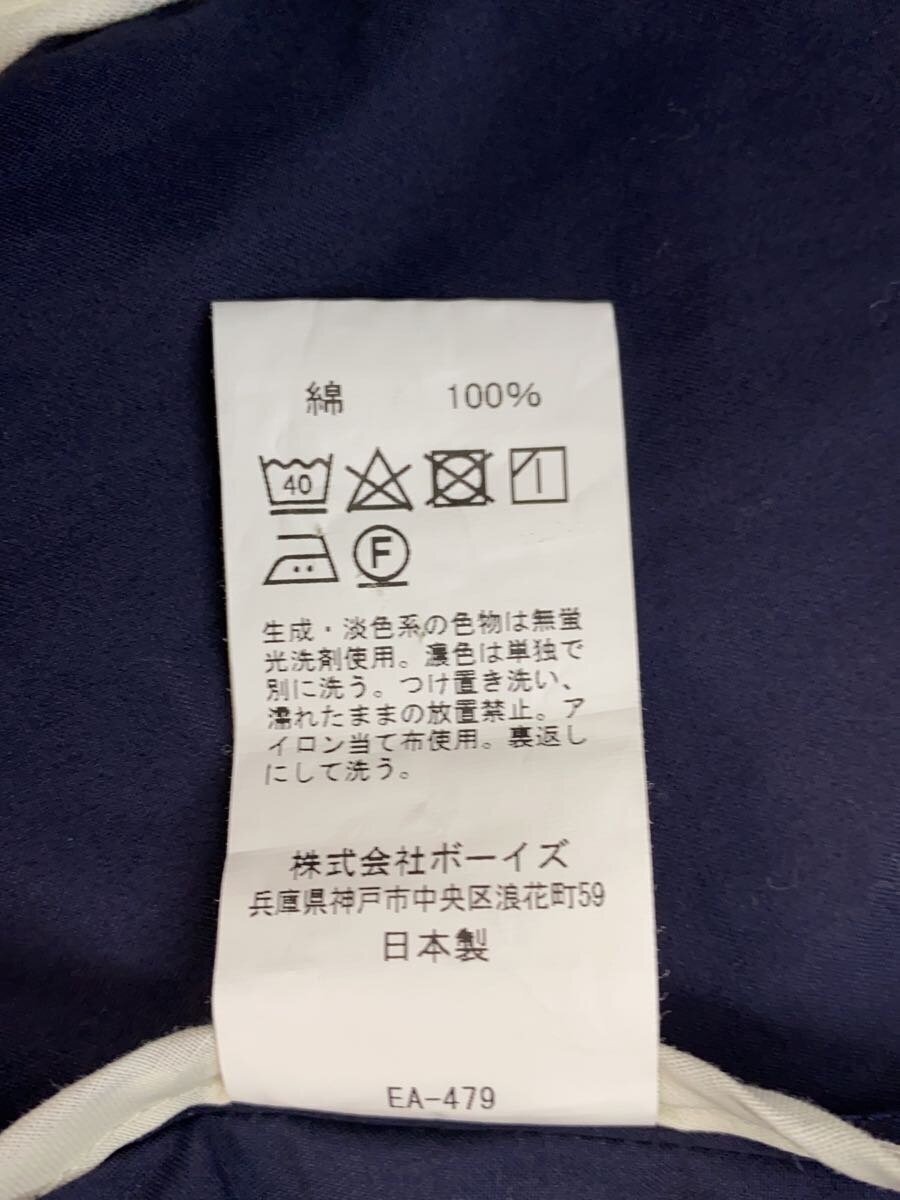 綿 100%
40
F
生成・淡色系の色物は無蛍
光洗剤使用。濃色は単独で
別に洗う。つけ置き洗い、
濡れたままの放置禁止。ア
イロン当て布使用。裏返し
にして洗う。
株式会社ボーイズ
兵庫県神戸市中央区浪花町59
日本製
EA-479